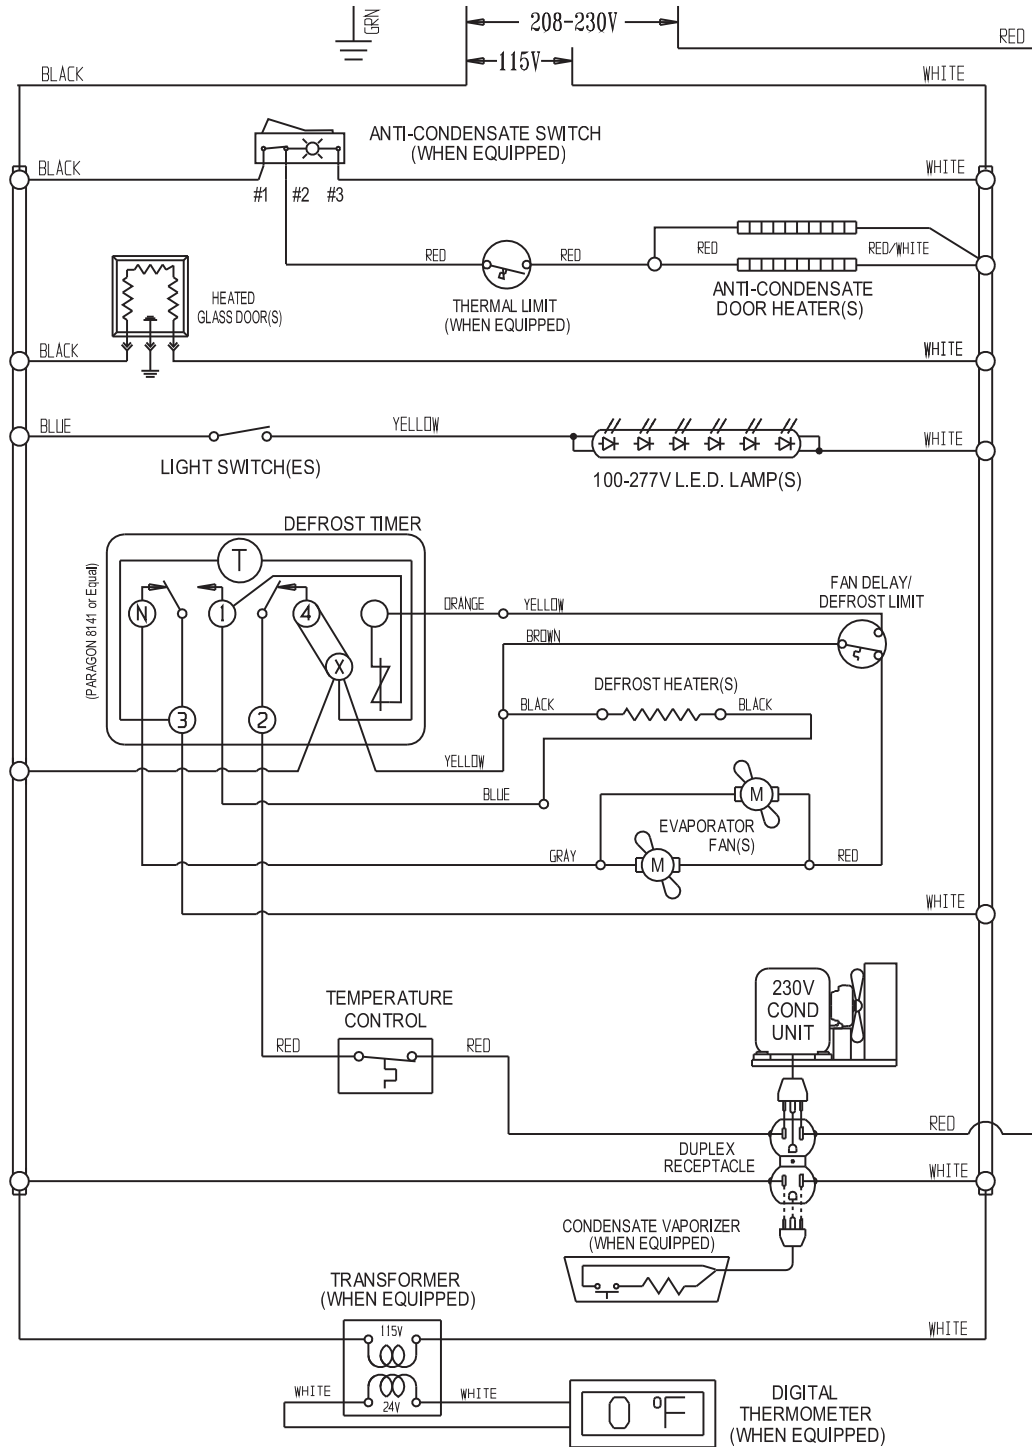 GRN
208-230V
RED
115V
BLACK
WHITE
ANTI-CONDENSATE SWITCH
(WHEN EQUIPPED)
BLACK
WHITE
#1 #2 #3
RED
RED
RED
RED/WHITE
THERMAL LIMIT
(WHEN EQUIPPED)
ANTI-CONDENSATE
DOOR HEATER(S)
HEATED
GLASS DOOR(S)
BLACK
WHITE
BLUE
YELLOW
WHITE
LIGHT SWITCH(ES)
100-277V L.E.D. LAMP(S)
DEFROST TIMER
(PARAGON 8141 or Equal)
T
N
1
4
X
3
2
ORANGE
YELLOW
FAN DELAY/
DEFROST LIMIT
BROWN
DEFROST HEATER(S)
BLACK
BLACK
YELLOW
BLUE
M
EVAPORATOR
FAN(S)
GRAY
M
RED
WHITE
230V
COND
UNIT
TEMPERATURE
CONTROL
RED
RED
RED
DUPLEX
RECEPTACLE
WHITE
CONDENSATE VAPORIZER
(WHEN EQUIPPED)
TRANSFORMER
(WHEN EQUIPPED)
115V
WHITE
WHITE
24V
WHITE
0 °F
DIGITAL
THERMOMETER
(WHEN EQUIPPED)